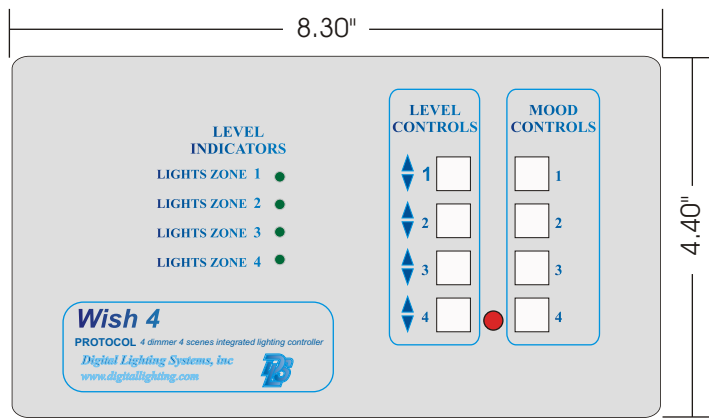 8.30"
LEVEL
INDICATORS
LIGHTS ZONE 1
LIGHTS ZONE 2
LIGHTS ZONE 3
LIGHTS ZONE 4
LEVEL
CONTROLS
1
2
3
4
MOOD
CONTROLS
1
2
3
4
4.40"
Wish 4
PROTOCOL 4 dimmer 4 scenes integrated lighting controller
Digital Lighting Systems, inc
www.digitallighting.com